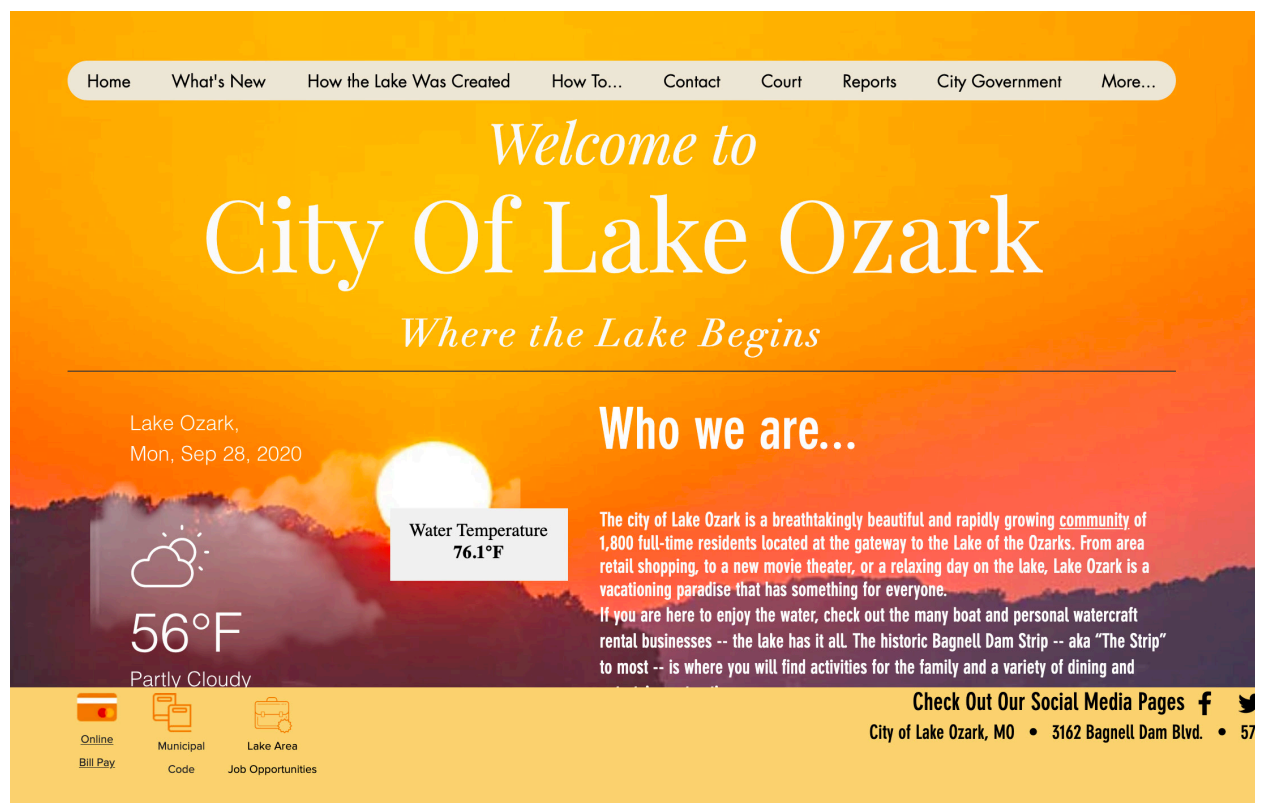 Home What's New How the Lake Was Created How To... Contact Court Reports City Government More...
Welcome to
City Of Lake Ozark
Where the Lake Begins
Lake Ozark,
Mon, Sep 28, 2020
Water Temperature
76.1°F
56°F
Partly Cloudy
Who we are...
The city of Lake Ozark is a breathtakingly beautiful and rapidly growing community of
1,800 full-time residents located at the gateway to the Lake of the Ozarks. From area
retail shopping, to a new movie theater, or a relaxing day on the lake, Lake Ozark is a
vacationing paradise that has something for everyone.
If you are here to enjoy the water, check out the many boat and personal watercraft
rental businesses -- the lake has it all. The historic Bagnell Dam Strip -- aka “The Strip”
to most -- is where you will find activities for the family and a variety of dining and
Online
Bill Pay
Municipal
Code
Lake Area
Job Opportunities
Check Out Our Social Media Pages
City of Lake Ozark, MO • 3162 Bagnell Dam Blvd. • 57